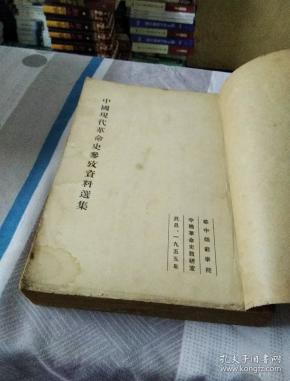 中國現代革命史參攷資料選集
華中師範學院
中國革命史教研室
武昌·一九五五年
孔夫子旧书网